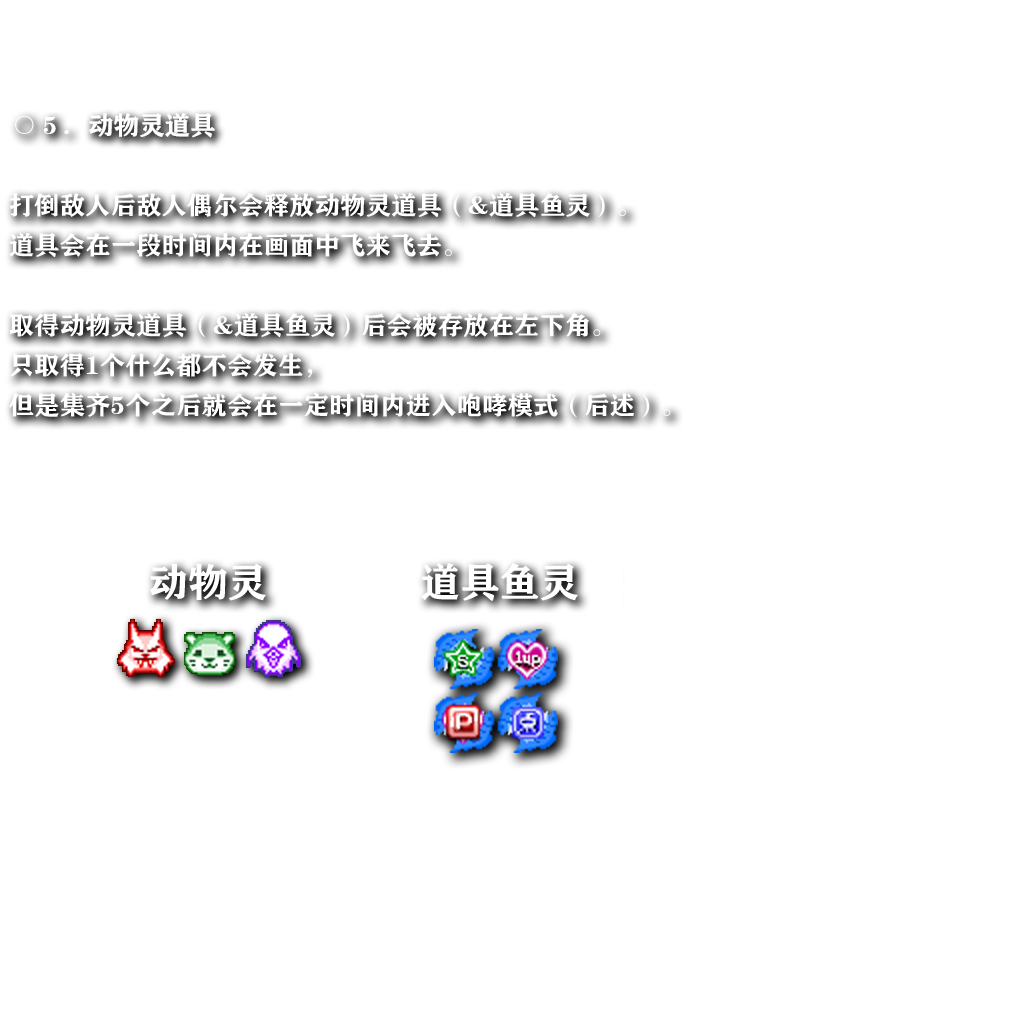 ○5．动物灵道具
打倒敌人后敌人偶尔会释放动物灵道具（&道具鱼灵）。
道具会在一段时间内在画面中飞来飞去。
取得动物灵道具（&道具鱼灵）后会被存放在左下角。
只取得1个什么都不会发生，
但是集齐5个之后就会在一定时间内进入咆哮模式（后述）。
动物灵 道具鱼灵
S 1up
P 点